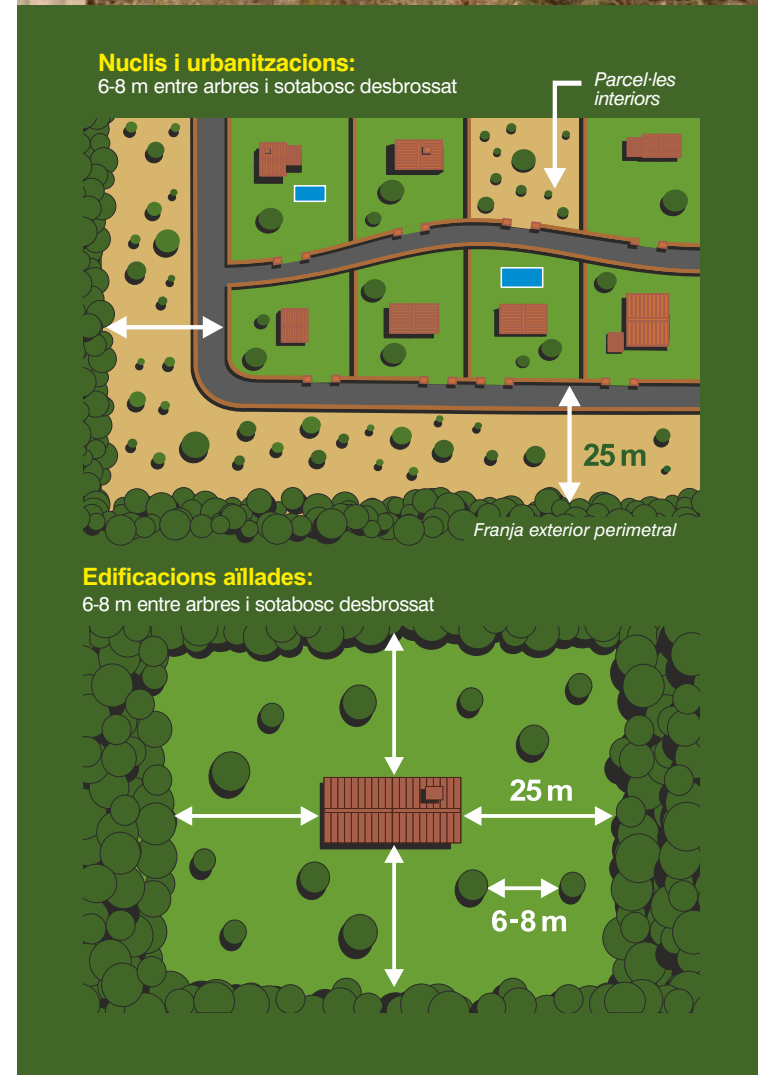 Nuclis i urbanitzacions:
6-8 m entre arbres i sotabosc desbrossat
Parcel·les
interiors
25 m
Franja exterior perimetral
Edificacions aïllades:
6-8 m entre arbres i sotabosc desbrossat
25 m
6-8 m